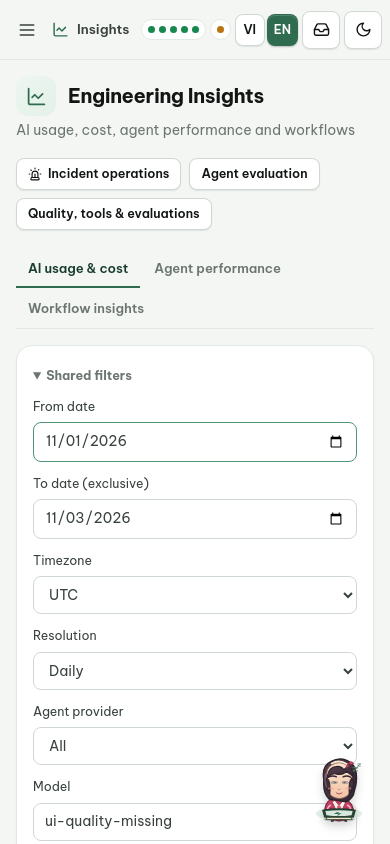 Insights
VI
EN
Engineering Insights
AI usage, cost, agent performance and workflows
Incident operations
Agent evaluation
Quality, tools & evaluations
AI usage & cost
Agent performance
Workflow insights
▼ Shared filters
From date
11/01/2026
To date (exclusive)
11/03/2026
Timezone
UTC
Resolution
Daily
Agent provider
All
Model
ui-quality-missing